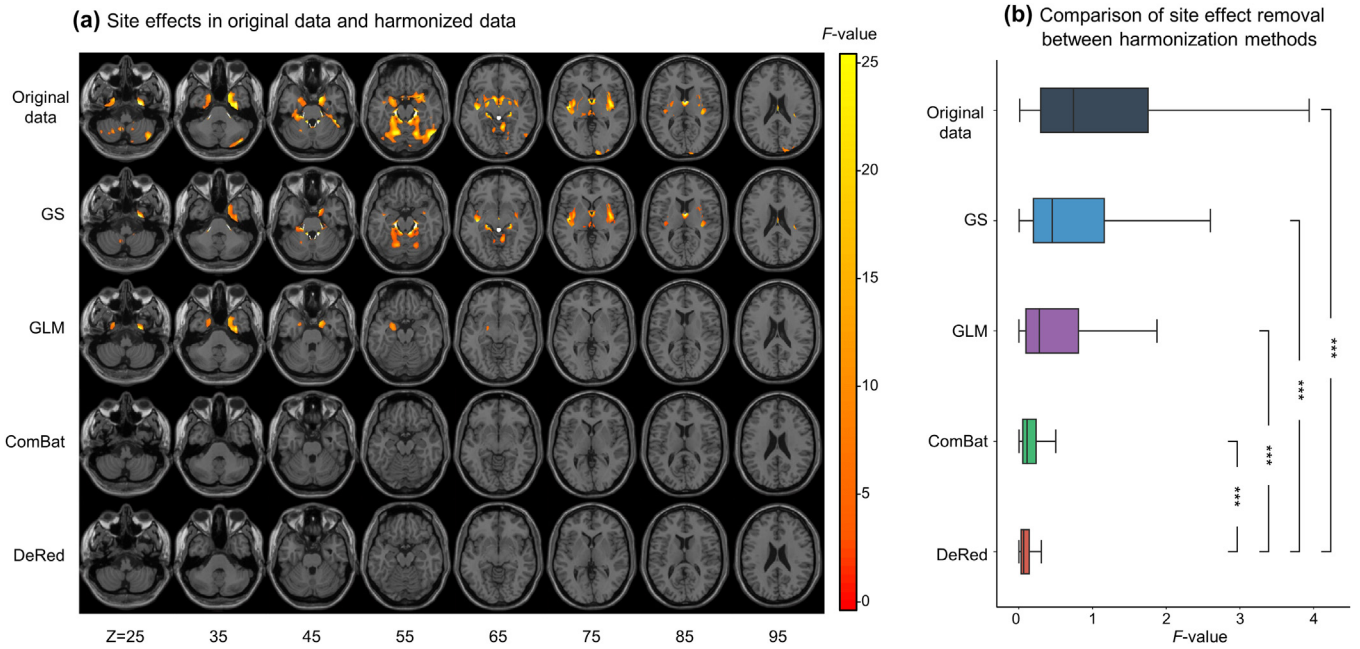 (a) Site effects in original data and harmonized data
F-value
Original
data
GS
GLM
ComBat
DeRed
Z=25 35 45 55 65 75 85 95
25
20
15
10
5
0
(b) Comparison of site effect removal
between harmonization methods
Original
data
GS
GLM
ComBat
DeRed
***
***
***
***
0 1 2 3 4
F-value